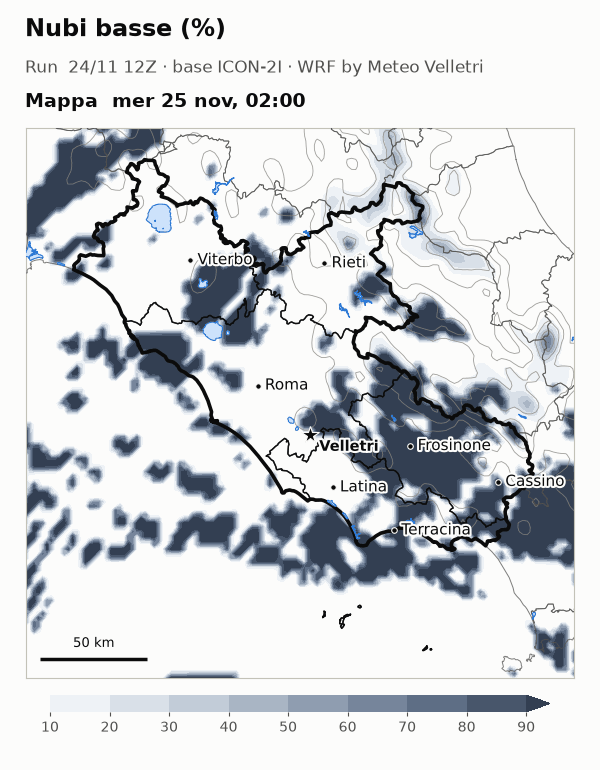 Nubi basse (%)
Run  24/11 12Z · base ICON-2I · WRF by Meteo Velletri
Mappa  mer 25 nov, 02:00
Viterbo
Rieti
Roma
Velletri
Frosinone
Cassino
Latina
Terracina
50 km
10 20 30 40 50 60 70 80 90